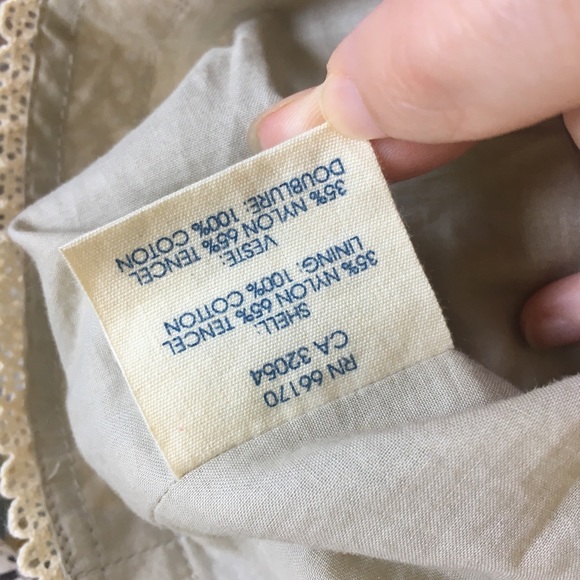 RN 66170
CA 32054
SHELL:
35% NYLON 65% TENCEL
LINING: 100% COTTON
VESTE:
35% NYLON 65% TENCEL
DOUBLURE: 100% COTON